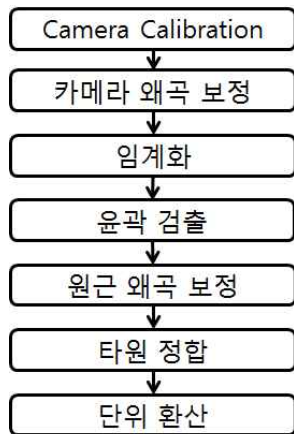 Camera Calibration
카메라 왜곡 보정
임계화
윤곽 검출
원근 왜곡 보정
타원 정합
단위 환산